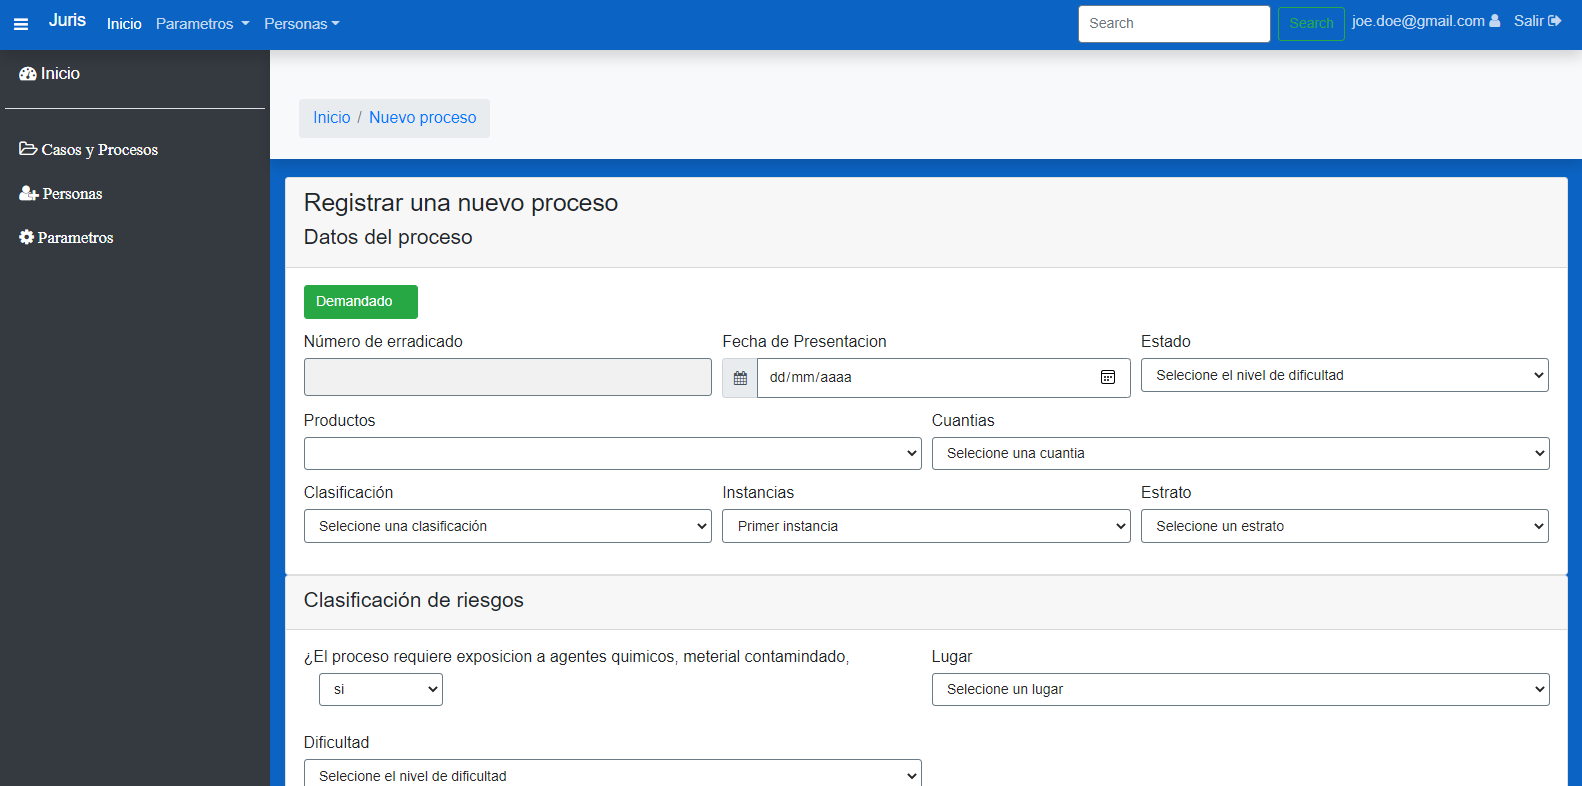 Juris Inicio Parametros Personas Search Search joe.doe@gmail.com Salir
Inicio
Casos y Procesos
Personas
Parametros
Inicio / Nuevo proceso
Registrar una nuevo proceso
Datos del proceso
Demandado
Número de erradicado Fecha de Presentacion Estado
dd/mm/aaaa Selecione el nivel de dificultad
Productos Cuantias
Selecione una cuantia
Clasificación Instancias Estrato
Selecione una clasificación Primer instancia Selecione un estrato
Clasificación de riesgos
¿El proceso requiere exposicion a agentes quimicos, meterial contamindado, Lugar
si Selecione un lugar
Dificultad
Selecione el nivel de dificultad